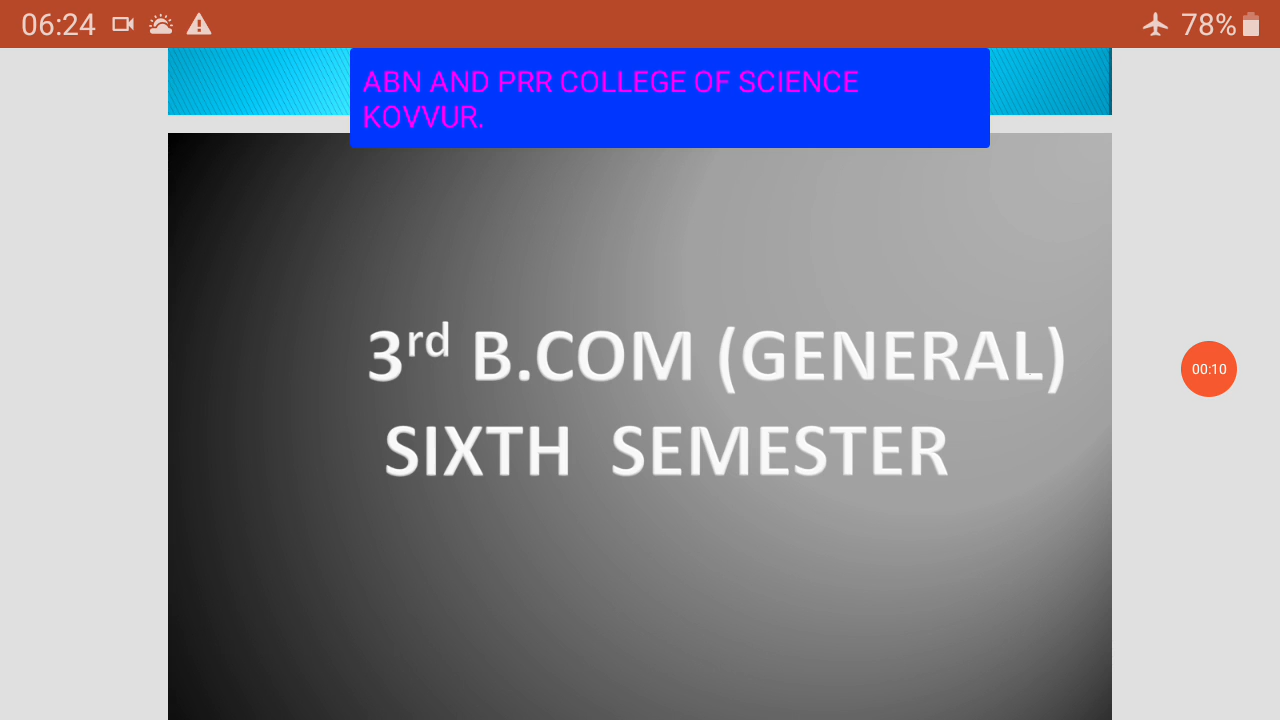 06:24
78%
ABN AND PRR COLLEGE OF SCIENCE
KOVVUR.
3rd B.COM (GENERAL)
SIXTH SEMESTER
00:10